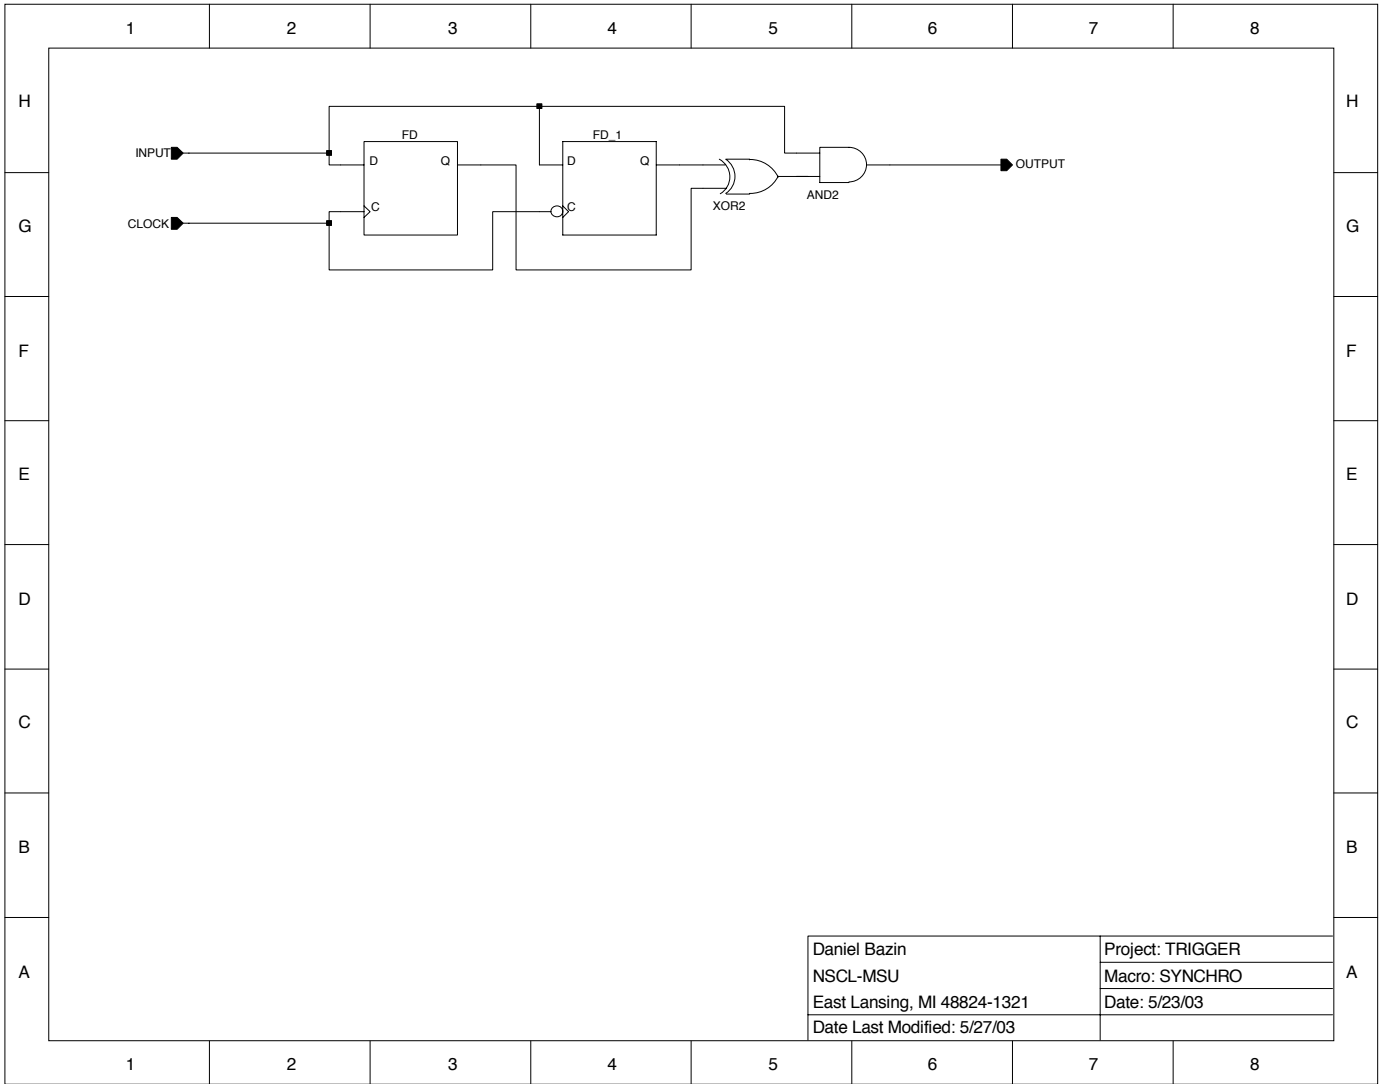 1 2 3 4 5 6 7 8
H H
FD FD_1
INPUT D Q D Q OUTPUT
AND2
XOR2
C C
CLOCK
G G
F F
E E
D D
C C
B B
A A
Daniel Bazin Project: TRIGGER
NSCL-MSU Macro: SYNCHRO
East Lansing, MI 48824-1321 Date: 5/23/03
Date Last Modified: 5/27/03
1 2 3 4 5 6 7 8